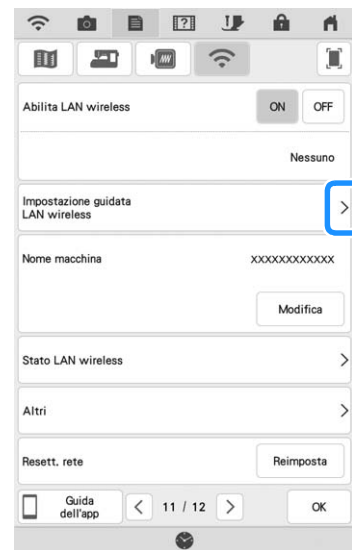 Abilita LAN wireless
ON
OFF
Nessuno
Impostazione guidata
LAN wireless
Nome macchina
XXXXXXXXXXXX
Modifica
Stato LAN wireless
Altri
Resett. rete
Reimposta
Guida
dell'app
11 / 12
OK